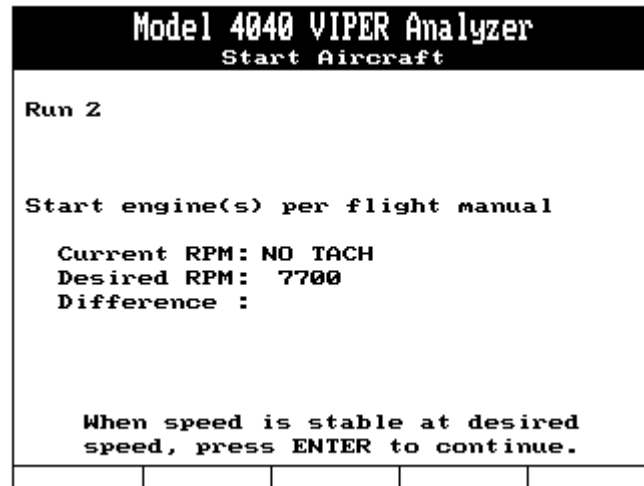 Model 4040 VIPER Analyzer
Start Aircraft
Run 2
Start engine(s) per flight manual
Current RPM: NO TACH
Desired RPM: 7700
Difference :
When speed is stable at desired
speed, press ENTER to continue.